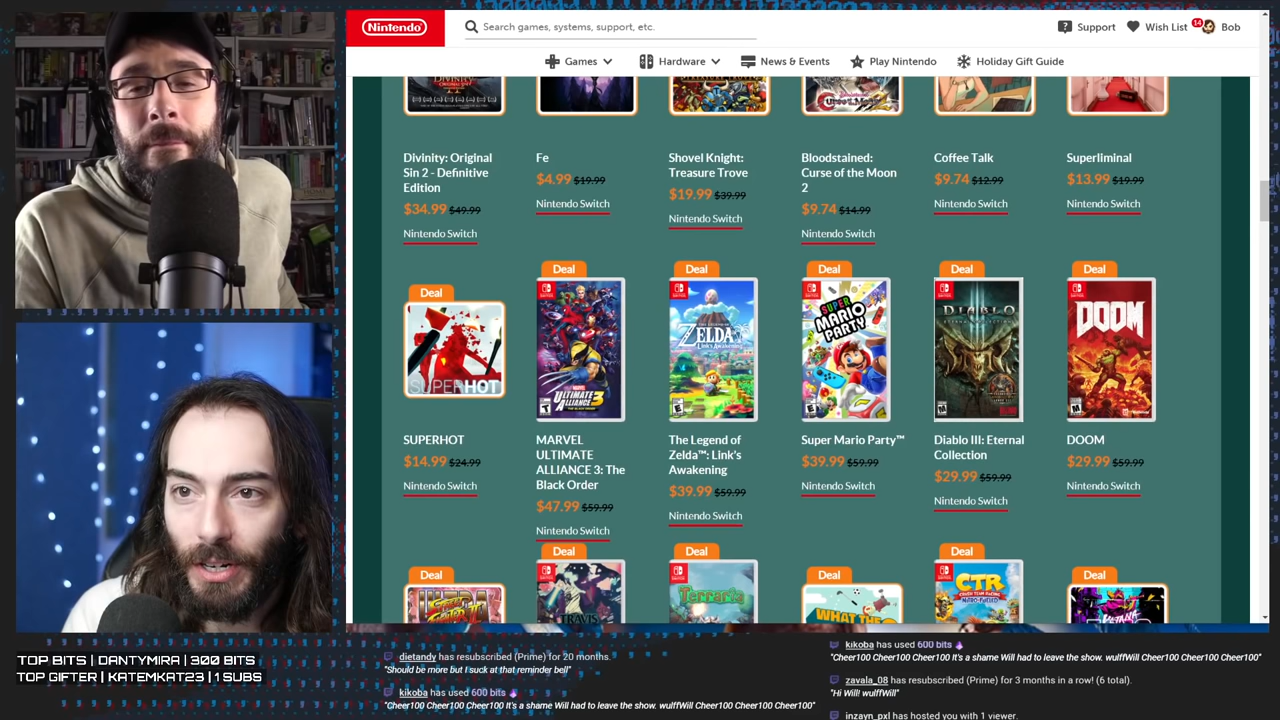 Nintendo
Search games, systems, support, etc.
Support
Wish List
14
Bob
Games
Hardware
News & Events
Play Nintendo
Holiday Gift Guide
DIVINITY
Divinity: Original
Sin 2 - Definitive
Edition
$34.99 $49.99
Nintendo Switch
Fe
$4.99 $19.99
Nintendo Switch
Shovel Knight:
Treasure Trove
$19.99 $39.99
Nintendo Switch
Bloodstained:
Curse of the Moon
2
$9.74 $14.99
Nintendo Switch
Coffee Talk
$9.74 $12.99
Nintendo Switch
Superliminal
$13.99 $19.99
Nintendo Switch
Deal
SUPERHOT
SUPERHOT
$14.99 $24.99
Nintendo Switch
Deal
MARVEL
ULTIMATE
ALLIANCE 3
MARVEL
ULTIMATE
ALLIANCE 3: The
Black Order
$47.99 $59.99
Nintendo Switch
Deal
ZELDA
Link's Awakening
The Legend of
Zelda™: Link's
Awakening
$39.99 $59.99
Nintendo Switch
Deal
SUPER
MARIO
PARTY
Super Mario Party™
$39.99 $59.99
Nintendo Switch
Deal
DIABLO
Diablo III: Eternal
Collection
$29.99 $59.99
Nintendo Switch
Deal
DOOM
DOOM
$29.99 $59.99
Nintendo Switch
Deal
ULTRA
Deal
TRAVIS
Deal
Terraria
Deal
WHAT THE
Deal
CTR
Deal
TOP BITS | DANTYMIRA | 300 BITS
TOP GIFTER | KATEMKAT23 | 1 SUBS
dietandy has resubscribed (Prime) for 20 months.
"Should be more but I suck at that reminder bell"
kikoba has used 600 bits
"Cheer100 Cheer100 Cheer100 It's a shame Will had to leave the show. wulffWill Cheer100 Cheer100 Cheer100"
kikoba has used 600 bits
"Cheer100 Cheer100 Cheer100 It's a shame Will had to leave the show. wulffWill Cheer100 Cheer100 Cheer100"
zavala_08 has resubscribed (Prime) for 3 months in a row! (6 total).
"Hi Will! wulffWill"
inzayn_pxl has hosted you with 1 viewer.